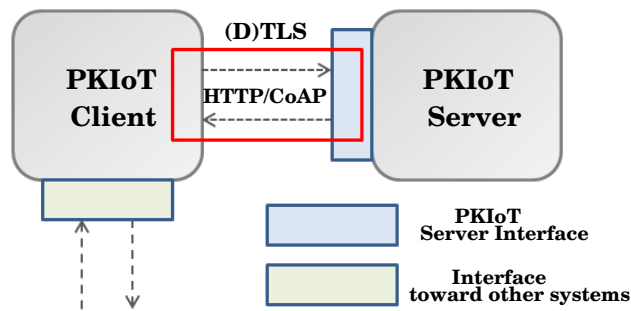 (D)TLS
PKIoT
Client
HTTP/CoAP
PKIoT
Server
PKIoT
Server Interface
Interface
toward other systems